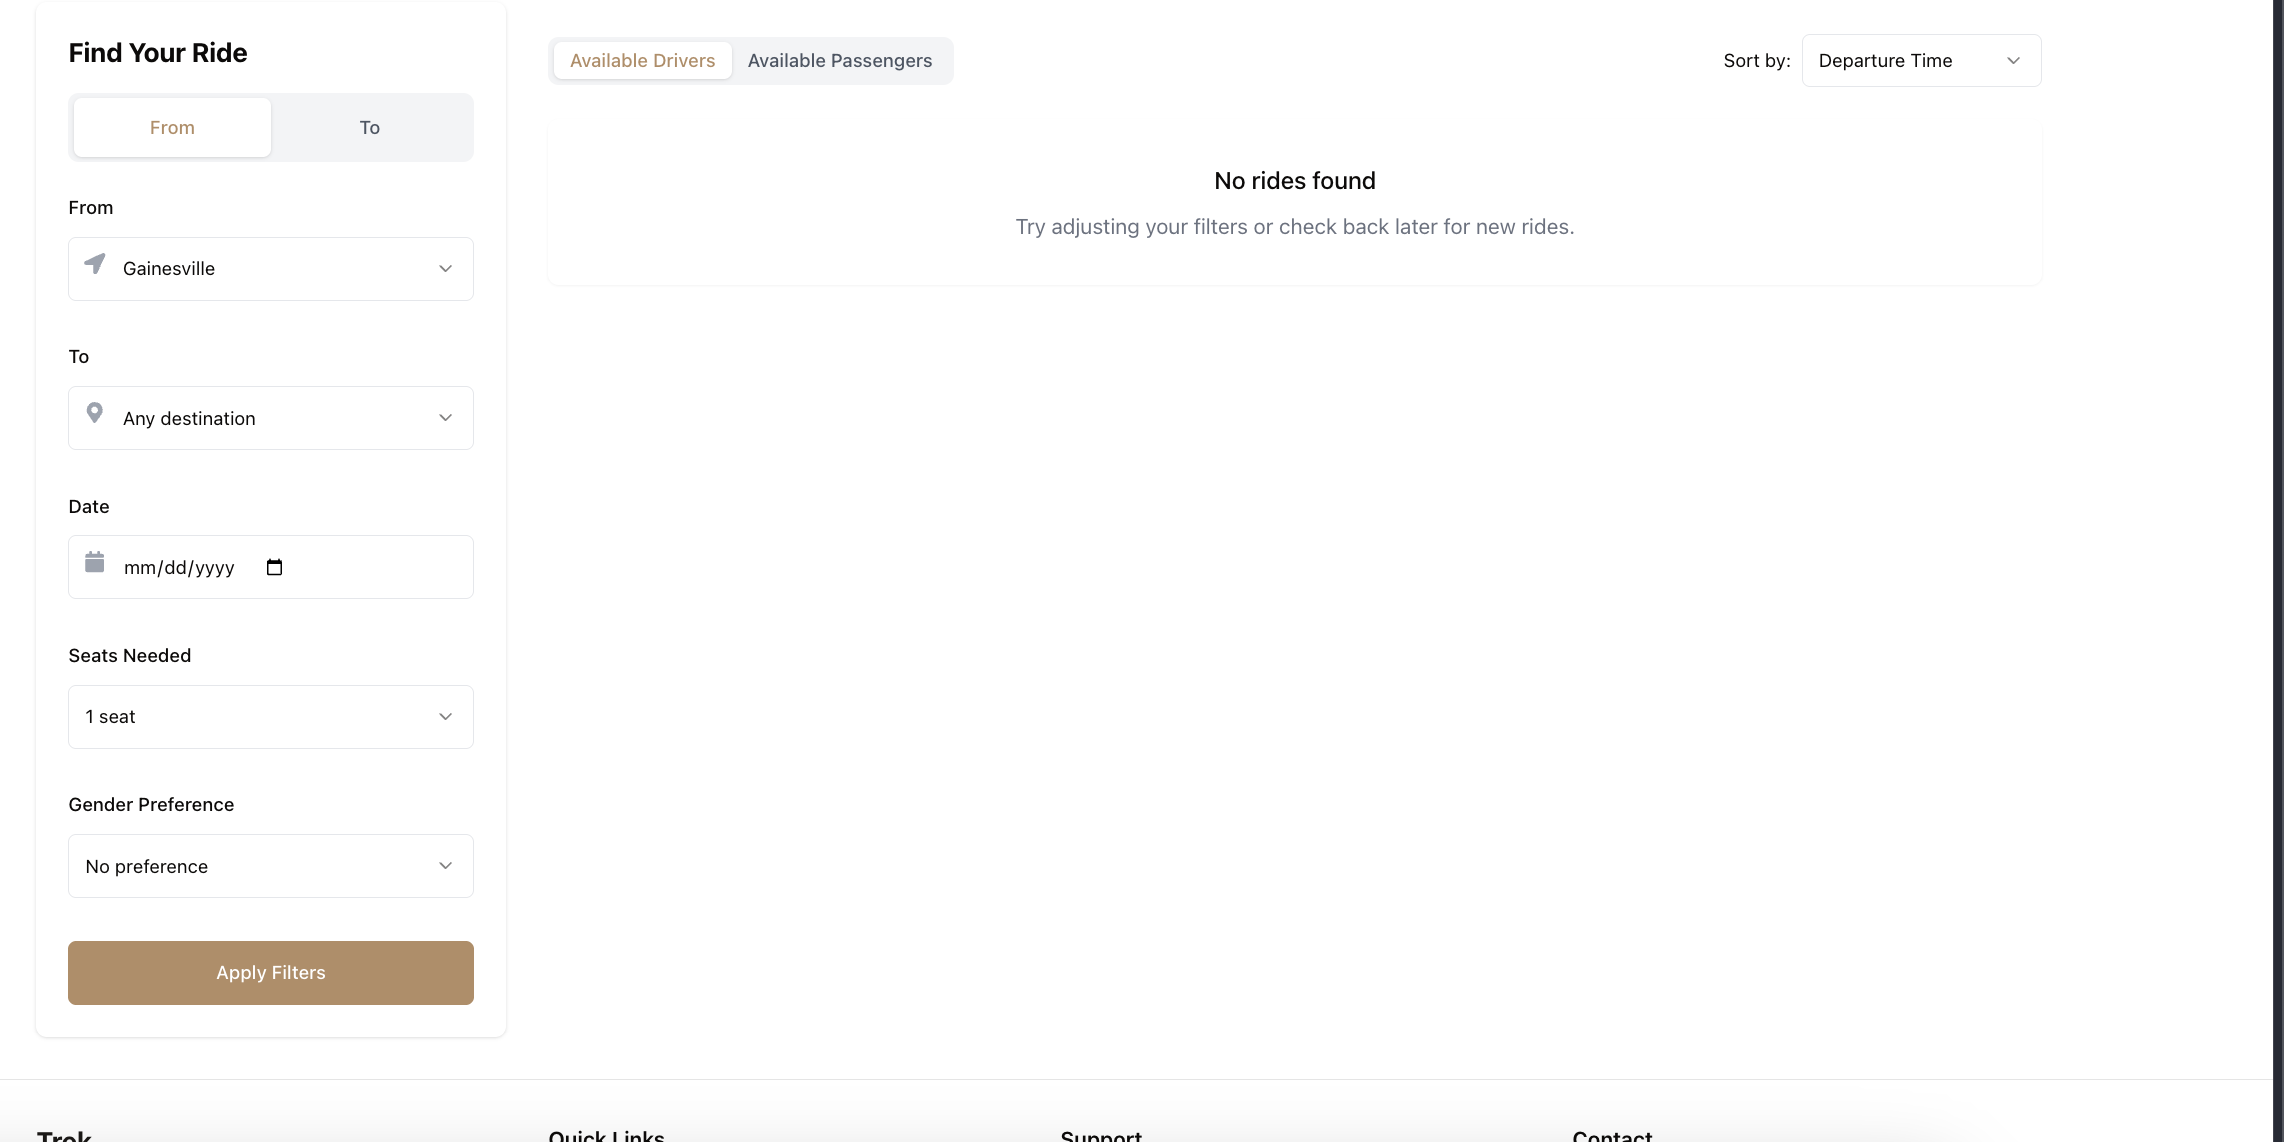 Find Your Ride
From
To
From
Gainesville
To
Any destination
Date
mm/dd/yyyy
Seats Needed
1 seat
Gender Preference
No preference
Apply Filters
Available Drivers
Available Passengers
Sort by:
Departure Time
No rides found
Try adjusting your filters or check back later for new rides.
Trek
Quick Links
Support
Contact